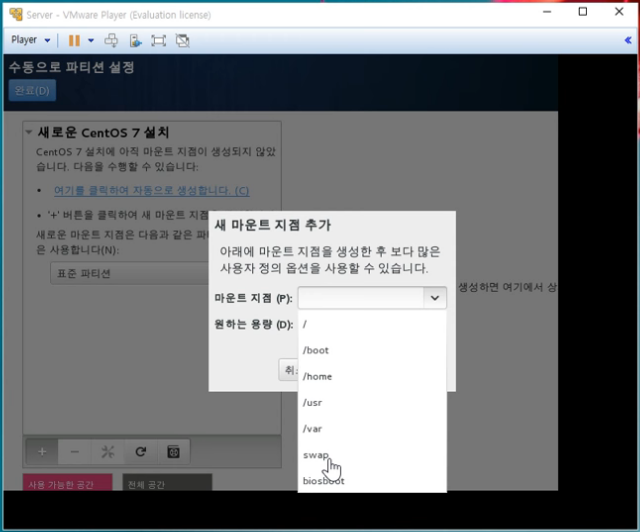 Server - VMware Player (Evaluation license)
Player
수동으로 파티션 설정
완료(D)
새로운 CentOS 7 설치
CentOS 7 설치에 아직 마운트 지점이 생성되지 않았
습니다. 다음을 수행할 수 있습니다:
여기를 클릭하여 자동으로 생성합니다. (C)
'+' 버튼을 클릭하여 새 마운트 지점
새로운 마운트 지점은 다음과 같은 파
은 사용합니다(N):
표준 파티션
새 마운트 지점 추가
아래에 마운트 지점을 생성한 후 보다 많은
사용자 정의 옵션을 사용할 수 있습니다.
마운트 지점 (P):
원하는 용량 (D):
/
/boot
/home
/usr
/var
swap
biosboot
취소
생성하면 여기에서 상
사용 가능한 공간
전체 공간